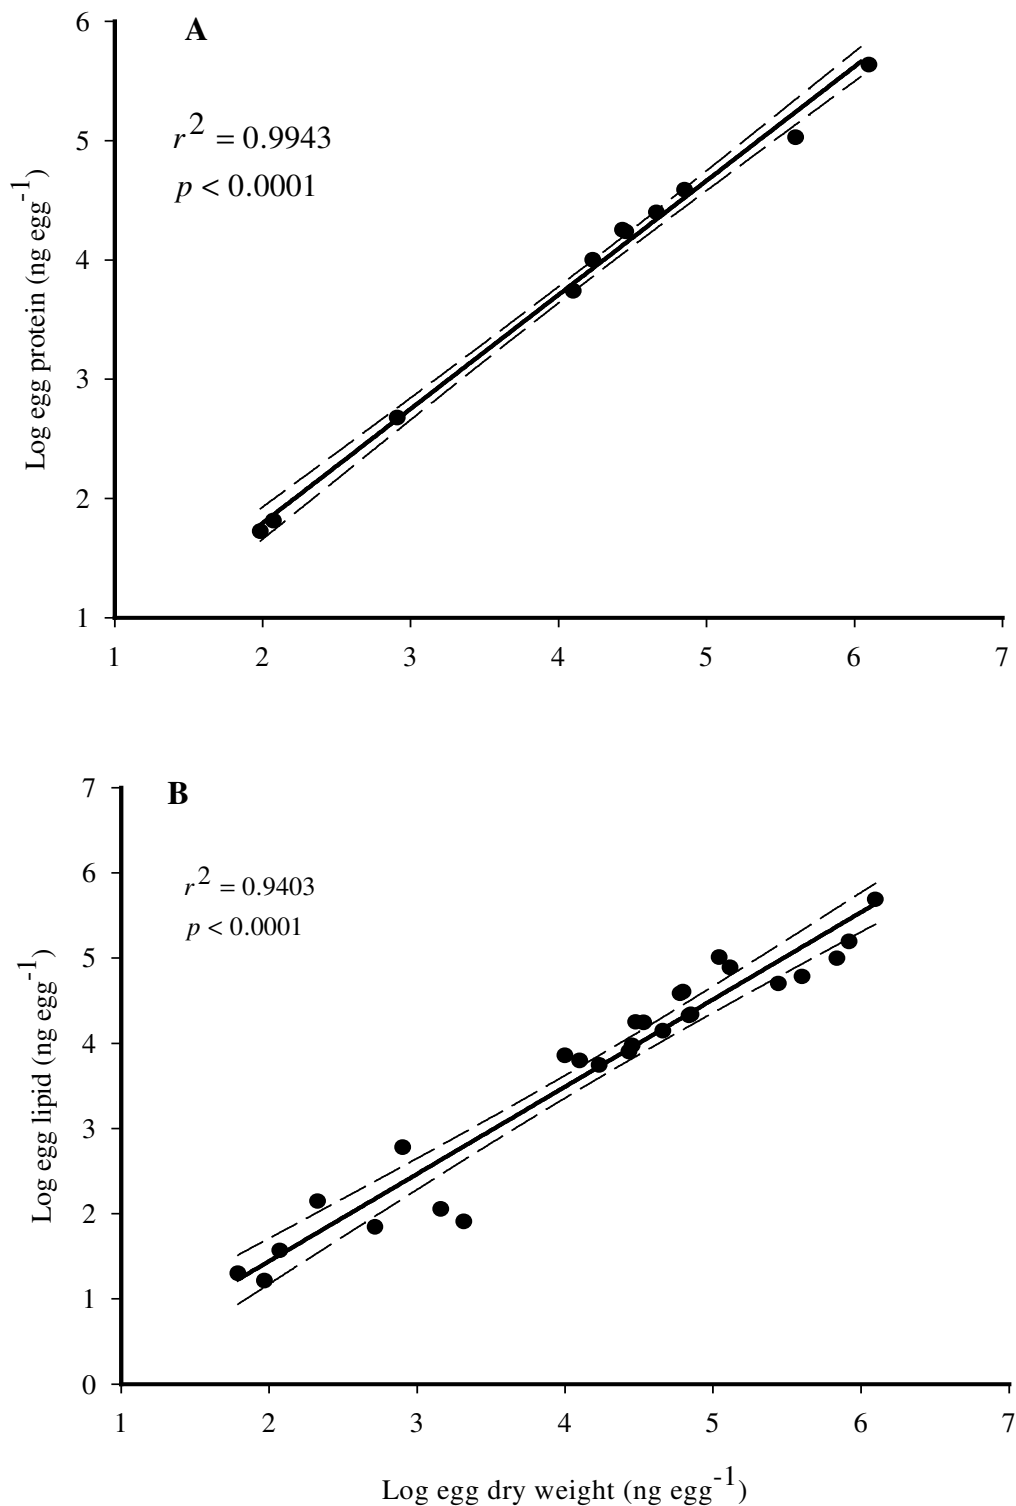 A
r² = 0.9943
p < 0.0001
Log egg protein (ng egg⁻¹)
6
5
4
3
2
1
1 2 3 4 5 6 7
B
r² = 0.9403
p < 0.0001
Log egg lipid (ng egg⁻¹)
7
6
5
4
3
2
1
0
1 2 3 4 5 6 7
Log egg dry weight (ng egg⁻¹)